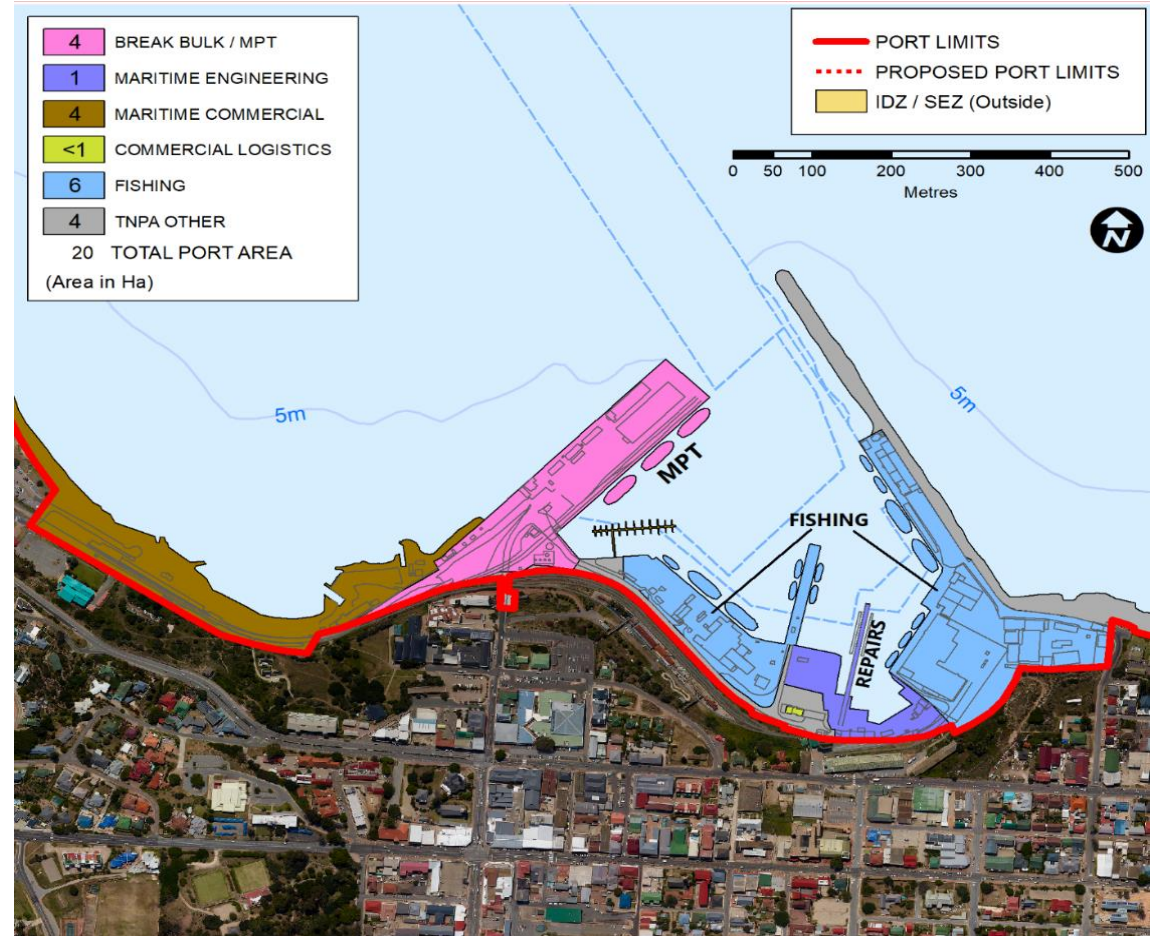 4 BREAK BULK / MPT
1 MARITIME ENGINEERING
4 MARITIME COMMERCIAL
<1 COMMERCIAL LOGISTICS
6 FISHING
4 TNPA OTHER
20 TOTAL PORT AREA
(Area in Ha)
PORT LIMITS
PROPOSED PORT LIMITS
IDZ / SEZ (Outside)
0 50 100 200 300 400 500
Metres
N
5m
5m
MPT
FISHING
REPAIRS